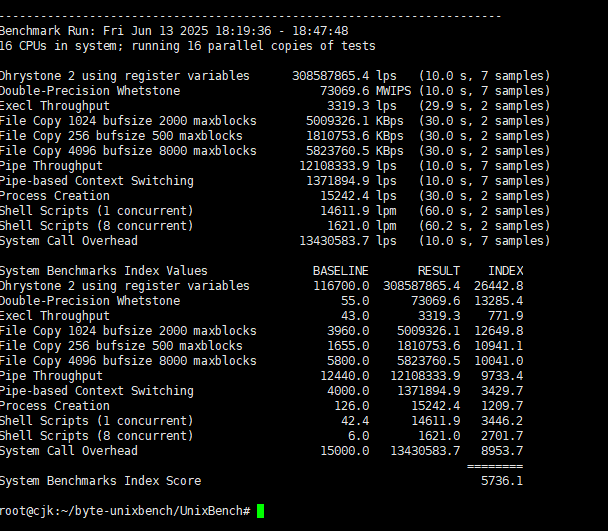 ------------------------------------------------------------------------
Benchmark Run: Fri Jun 13 2025 18:19:36 - 18:47:48
16 CPUs in system; running 16 parallel copies of tests

Dhrystone 2 using register variables      308587865.4 lps   (10.0 s, 7 samples)
Double-Precision Whetstone                    73069.6 MWIPS (10.0 s, 7 samples)
Execl Throughput                               3319.3 lps   (29.9 s, 2 samples)
File Copy 1024 bufsize 2000 maxblocks       5009326.1 KBps  (30.0 s, 2 samples)
File Copy 256 bufsize 500 maxblocks         1810753.6 KBps  (30.0 s, 2 samples)
File Copy 4096 bufsize 8000 maxblocks       5823760.5 KBps  (30.0 s, 2 samples)
Pipe Throughput                            12108333.9 lps   (10.0 s, 7 samples)
Pipe-based Context Switching                1371894.9 lps   (10.0 s, 7 samples)
Process Creation                              15242.4 lps   (30.0 s, 2 samples)
Shell Scripts (1 concurrent)                  14611.9 lpm   (60.0 s, 2 samples)
Shell Scripts (8 concurrent)                   1621.0 lpm   (60.2 s, 2 samples)
System Call Overhead                       13430583.7 lps   (10.0 s, 7 samples)

System Benchmarks Index Values               BASELINE       RESULT    INDEX
Dhrystone 2 using register variables         116700.0  308587865.4  26442.8
Double-Precision Whetstone                       55.0      73069.6  13285.4
Execl Throughput                                 43.0       3319.3    771.9
File Copy 1024 bufsize 2000 maxblocks          3960.0    5009326.1  12649.8
File Copy 256 bufsize 500 maxblocks            1655.0    1810753.6  10941.1
File Copy 4096 bufsize 8000 maxblocks          5800.0    5823760.5  10041.0
Pipe Throughput                               12440.0   12108333.9   9733.4
Pipe-based Context Switching                   4000.0    1371894.9   3429.7
Process Creation                                126.0      15242.4   1209.7
Shell Scripts (1 concurrent)                     42.4      14611.9   3446.2
Shell Scripts (8 concurrent)                      6.0       1621.0   2701.7
System Call Overhead                          15000.0   13430583.7   8953.7
                                                                   ========
System Benchmarks Index Score                                        5736.1

root@cjk:~/byte-unixbench/UnixBench#